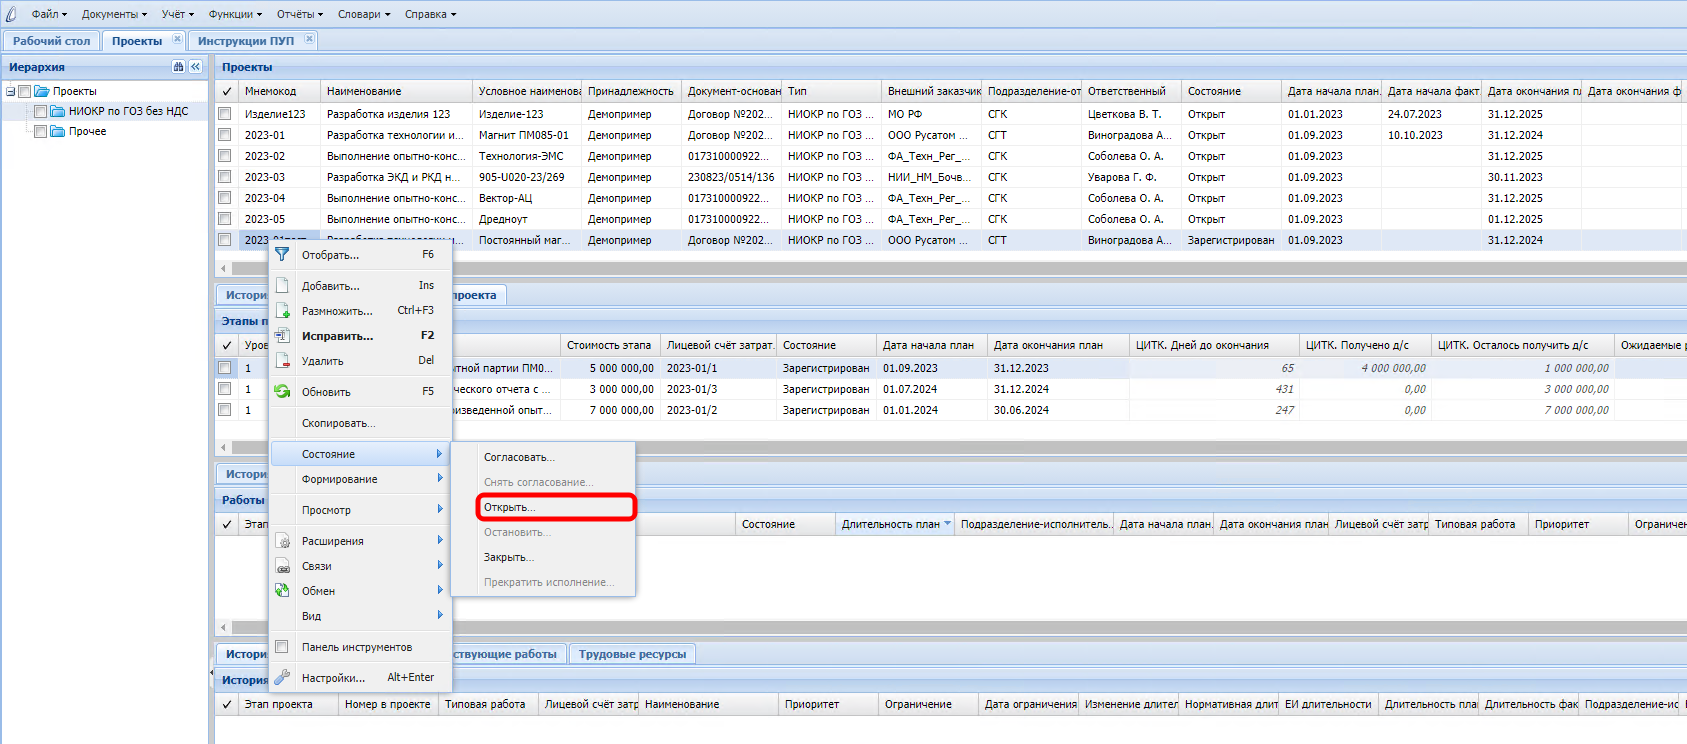 Файл Документы Учёт Функции Отчёты Словари Справка
Рабочий стол Проекты Инструкции ПУП
Иерархия
Проекты
НИОКР по ГОЗ без НДС
Прочее
Проекты
Мнемокод Наименование Условное наименова Принадлежность Документ-основан Тип Внешний заказчик Подразделение-от Ответственный Состояние Дата начала план. Дата начала факт. Дата окончания пл Дата окончания ф
Изделие123 Разработка изделия 123 Изделие-123 Демопример Договор №202... НИОКР по ГОЗ ... МО РФ СГК Цветкова В. Т. Открыт 01.01.2023 24.07.2023 31.12.2025
2023-01 Разработка технологии и... Магнит ПМ085-01 Демопример Договор №202... НИОКР по ГОЗ ... ООО Русатом ... СГТ Виноградова А... Открыт 01.09.2023 10.10.2023 31.12.2024
2023-02 Выполнение опытно-конс... Технология-ЭМС Демопример 017310000922... НИОКР по ГОЗ ... ФА_Техн_Рег_... СГК Соболева О. А. Открыт 01.09.2023 31.12.2025
2023-03 Разработка ЭКД и РКД н... 905-U020-23/269 Демопример 230823/0514/136 НИОКР по ГОЗ ... НИИ_НМ_Бочв... СГК Уварова Г. Ф. Открыт 01.09.2023 30.11.2023
2023-04 Выполнение опытно-конс... Вектор-АЦ Демопример 017310000922... НИОКР по ГОЗ ... ФА_Техн_Рег_... СГК Соболева О. А. Открыт 01.09.2023 31.12.2025
2023-05 Выполнение опытно-конс... Дредноут Демопример 017310000922... НИОКР по ГОЗ ... ФА_Техн_Рег_... СГК Соболева О. А. Открыт 01.09.2023 01.12.2025
Постоянный маг... Демопример Договор №202... НИОКР по ГОЗ ... ООО Русатом ... СГТ Виноградова А... Зарегистрирован 01.09.2023 31.12.2024
Отобрать... F6
Добавить... Ins
Размножить... Ctrl+F3
Исправить... F2
Удалить Del
Обновить F5
Скопировать...
Состояние
Формирование
Просмотр
Расширения
Связи
Обмен
Вид
Панель инструментов
Настройки... Alt+Enter
Согласовать...
Снять согласование...
Открыть...
Остановить...
Закрыть...
Прекратить исполнение...
Истори проекта
Этапы п
Уров Стоимость этапа Лицевой счёт затрат. Состояние Дата начала план Дата окончания план ЦИТК. Дней до окончания ЦИТК. Получено д/с ЦИТК. Осталось получить д/с Ожидаемые р
1 ытной партии ПМ0... 5 000 000,00 2023-01/1 Зарегистрирован 01.09.2023 31.12.2023 65 4 000 000,00 1 000 000,00
1 ческого отчета с ... 3 000 000,00 2023-01/3 Зарегистрирован 01.07.2024 31.12.2024 431 0,00 3 000 000,00
1 изведенной опыт... 7 000 000,00 2023-01/2 Зарегистрирован 01.01.2024 30.06.2024 247 0,00 7 000 000,00
Истори
Работы
Этап Состояние Длительность план Подразделение-исполнитель.. Дата начала план. Дата окончания план Лицевой счёт затр Типовая работа Приоритет Ограничен
Истори ствующие работы Трудовые ресурсы
История
Этап проекта Номер в проекте Типовая работа Лицевой счёт затр Наименование Приоритет Ограничение Дата ограничения Изменение длител Нормативная длит ЕИ длительности Длительность план Длительность фак Подразделение-ис